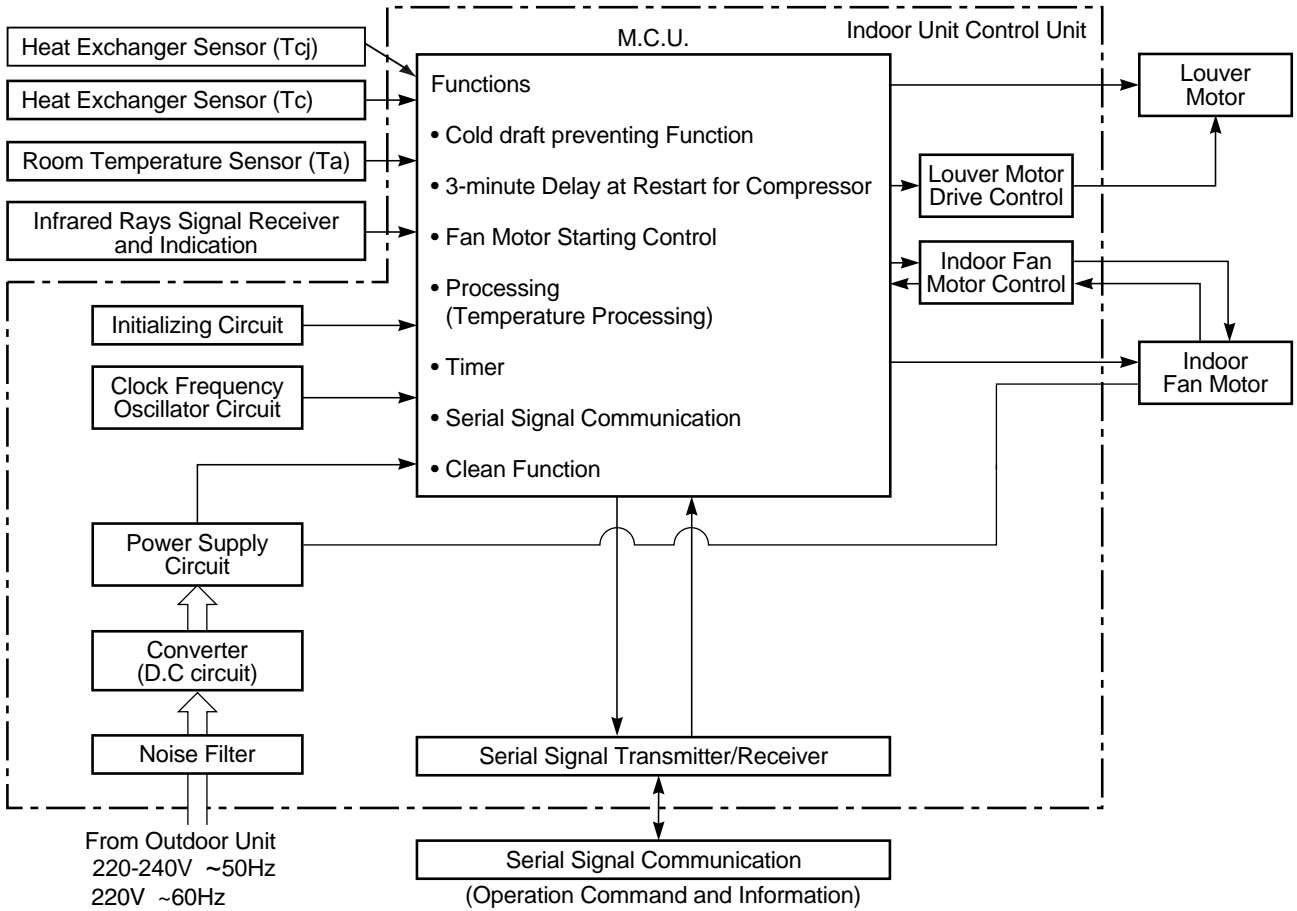 Indoor Unit Control Unit
M.C.U.
Heat Exchanger Sensor (Tcj)
Heat Exchanger Sensor (Tc)
Room Temperature Sensor (Ta)
Infrared Rays Signal Receiver
and Indication
Initializing Circuit
Clock Frequency
Oscillator Circuit
Power Supply
Circuit
Converter
(D.C circuit)
Noise Filter
From Outdoor Unit
220-240V ~50Hz
220V ~60Hz
Functions
• Cold draft preventing Function
• 3-minute Delay at Restart for Compressor
• Fan Motor Starting Control
• Processing
(Temperature Processing)
• Timer
• Serial Signal Communication
• Clean Function
Louver
Motor
Louver Motor
Drive Control
Indoor Fan
Motor Control
Indoor
Fan Motor
Serial Signal Transmitter/Receiver
Serial Signal Communication
(Operation Command and Information)